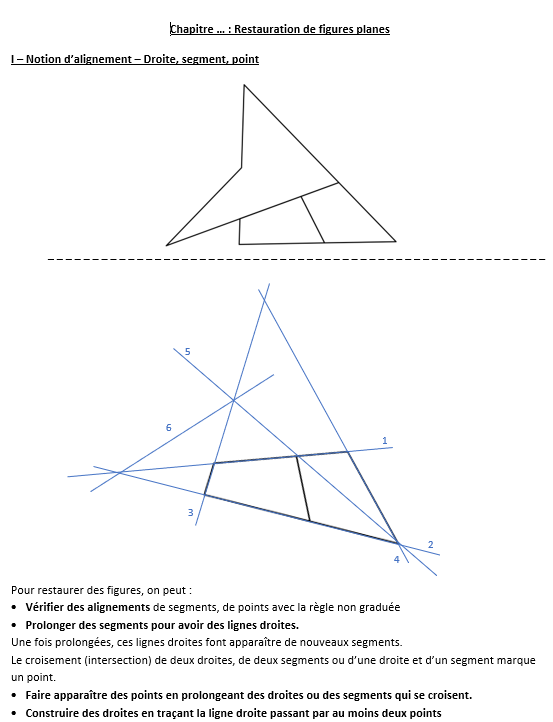 Chapitre … : Restauration de figures planes
I – Notion d’alignement – Droite, segment, point
5
6
1
3
2
4
Pour restaurer des figures, on peut :
• Vérifier des alignements de segments, de points avec la règle non graduée
• Prolonger des segments pour avoir des lignes droites.
Une fois prolongées, ces lignes droites font apparaître de nouveaux segments.
Le croisement (intersection) de deux droites, de deux segments ou d’une droite et d’un segment marque
un point.
• Faire apparaître des points en prolongeant des droites ou des segments qui se croisent.
• Construire des droites en traçant la ligne droite passant par au moins deux points